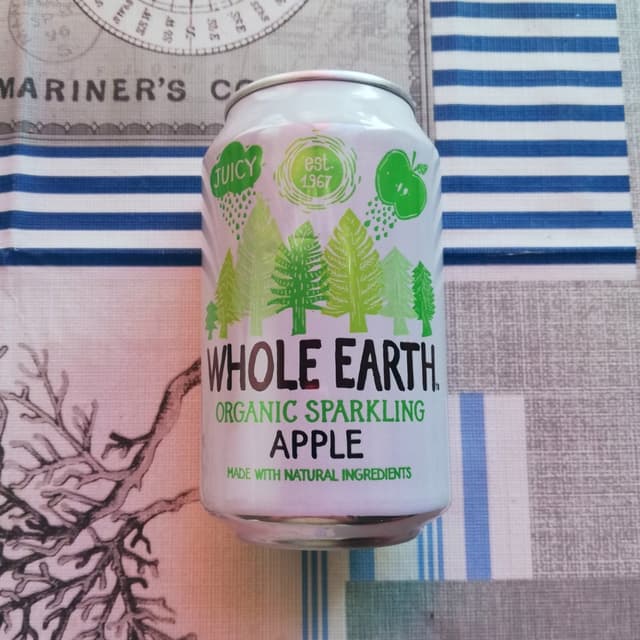 MARINER'S CO
JUICY
est.
1967
WHOLE EARTH
ORGANIC SPARKLING
APPLE
MADE WITH NATURAL INGREDIENTS